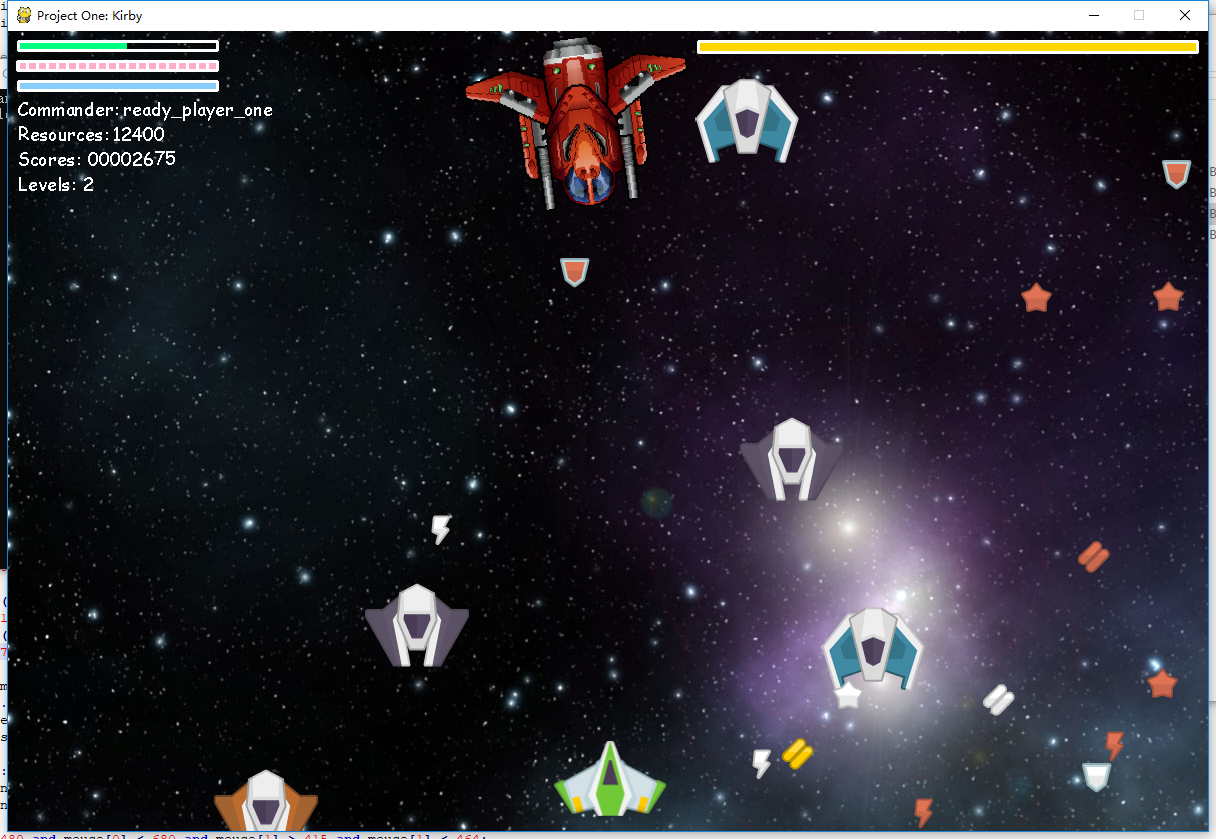 Project One: Kirby
Commander: ready_player_one
Resources: 12400
Scores: 00002675
Levels: 2